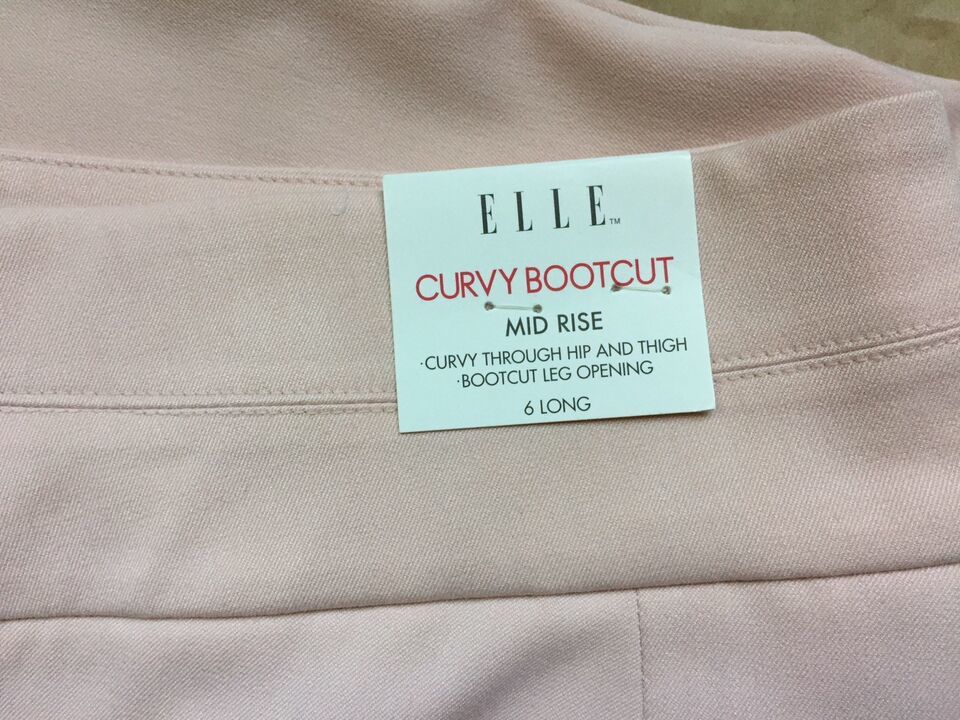 ELLE™
CURVY BOOTCUT
MID RISE
·CURVY THROUGH HIP AND THIGH
·BOOTCUT LEG OPENING
6 LONG